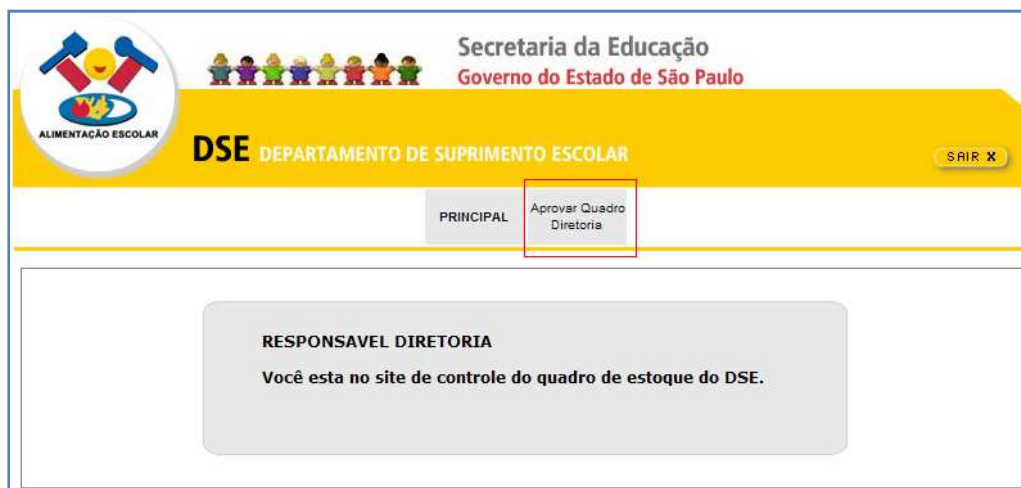 Secretaria da Educação
Governo do Estado de São Paulo
ALIMENTAÇÃO ESCOLAR
DSE DEPARTAMENTO DE SUPRIMENTO ESCOLAR
SAIR X
PRINCIPAL
Aprovar Quadro
Diretoria
RESPONSAVEL DIRETORIA
Você esta no site de controle do quadro de estoque do DSE.